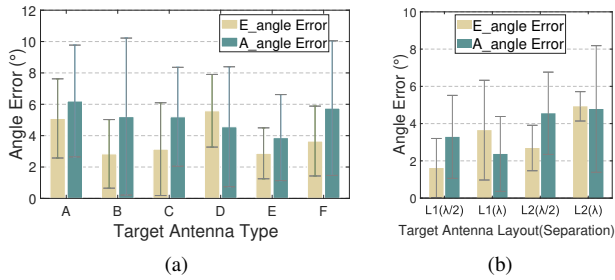 12
10
8
6
4
2
0
Angle Error (°)
E_angle Error
A_angle Error
A B C D E F
Target Antenna Type
(a)
10
8
6
4
2
0
Angle Error (°)
E_angle Error
A_angle Error
L1(λ/2) L1(λ) L2(λ/2) L2(λ)
Target Antenna Layout(Separation)
(b)